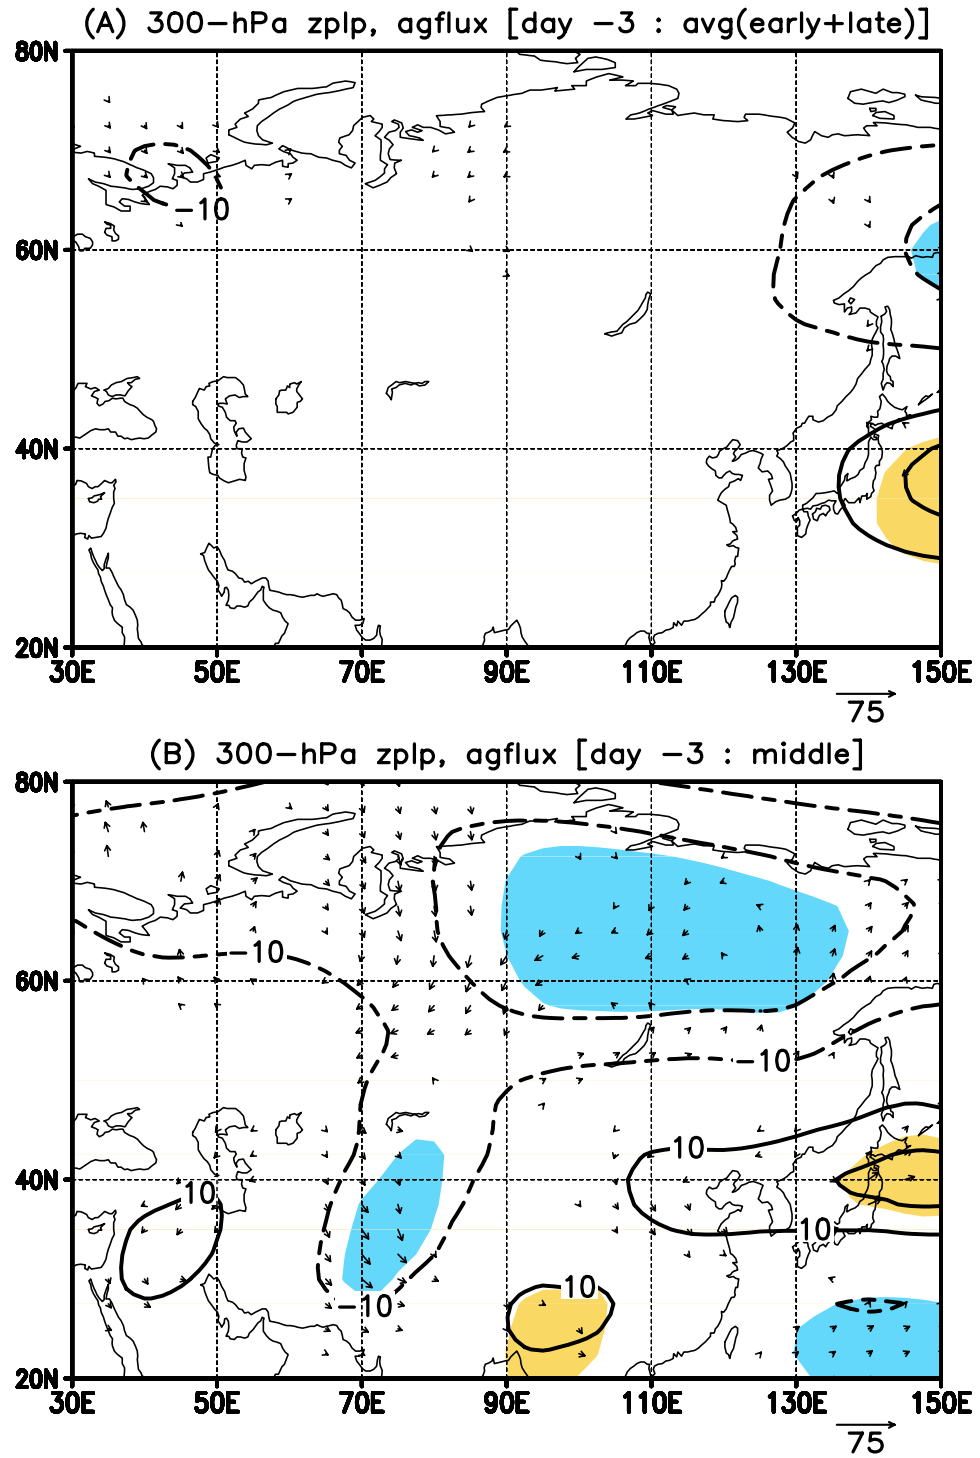 (A) 300-hPa zplp, agflux [day -3 : avg(early+late)]
80N
60N
40N
20N
-10
30E 50E 70E 90E 110E 130E 150E
75
(B) 300-hPa zplp, agflux [day -3 : middle]
80N
60N
40N
20N
-10
-10
10
10
10
-10
10
30E 50E 70E 90E 110E 130E 150E
75